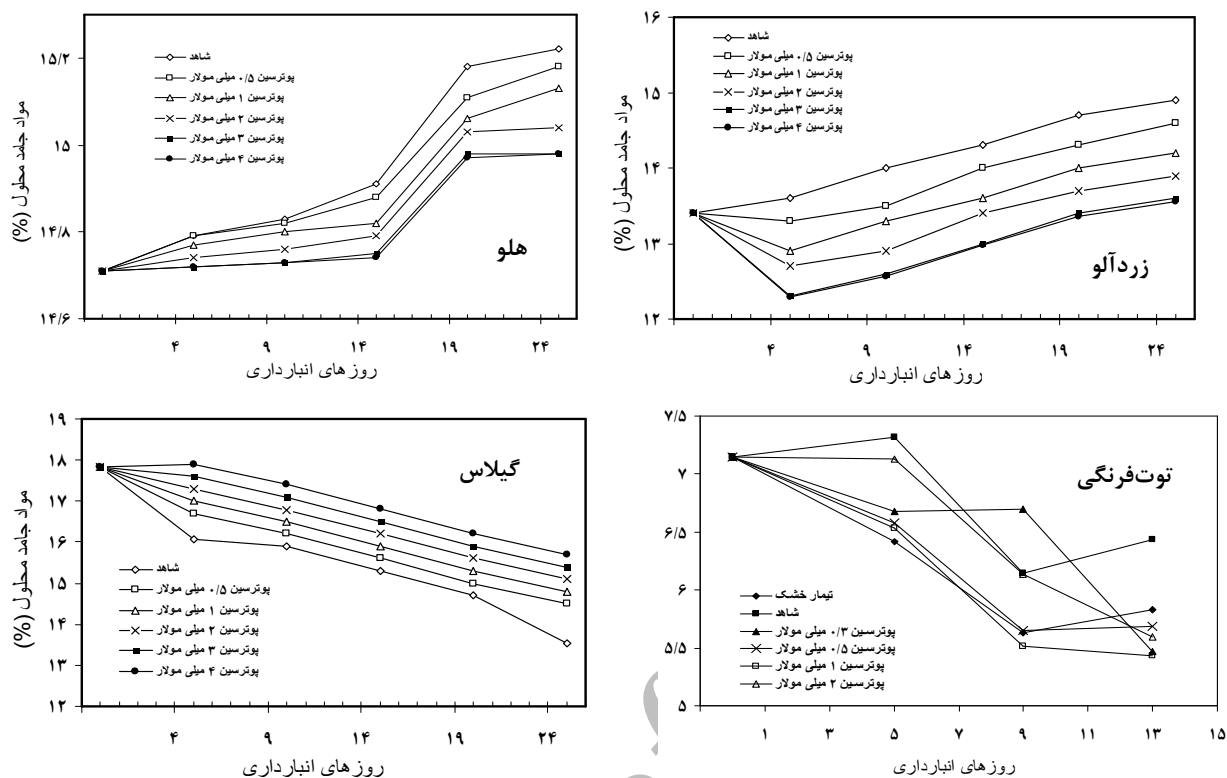 ۱۵/۲
۱۵
۱۴/۸
۱۴/۶
مواد جامد محلول (%)
شاهد
پوترسین ۰/۵ میلی مولار
پوترسین ۱ میلی مولار
پوترسین ۲ میلی مولار
پوترسین ۳ میلی مولار
پوترسین ۴ میلی مولار
هلو
۴ ۹ ۱۴ ۱۹ ۲۴
روزهای انبارداری
۱۶
۱۵
۱۴
۱۳
۱۲
مواد جامد محلول (%)
شاهد
پوترسین ۰/۵ میلی مولار
پوترسین ۱ میلی مولار
پوترسین ۲ میلی مولار
پوترسین ۳ میلی مولار
پوترسین ۴ میلی مولار
زردآلو
۴ ۹ ۱۴ ۱۹ ۲۴
روزهای انبارداری
۱۹
۱۸
۱۷
۱۶
۱۵
۱۴
۱۳
۱۲
مواد جامد محلول (%)
گیلاس
شاهد
پوترسین ۰/۵ میلی مولار
پوترسین ۱ میلی مولار
پوترسین ۲ میلی مولار
پوترسین ۳ میلی مولار
پوترسین ۴ میلی مولار
۴ ۹ ۱۴ ۱۹ ۲۴
روزهای انبارداری
۷/۵
۷
۶/۵
۶
۵/۵
۵
توت‌فرنگی
تیمار خشک
شاهد
پوترسین ۰/۳ میلی مولار
پوترسین ۰/۵ میلی مولار
پوترسین ۱ میلی مولار
پوترسین ۲ میلی مولار
۱ ۳ ۵ ۷ ۹ ۱۱ ۱۳ ۱۵
روزهای انبارداری